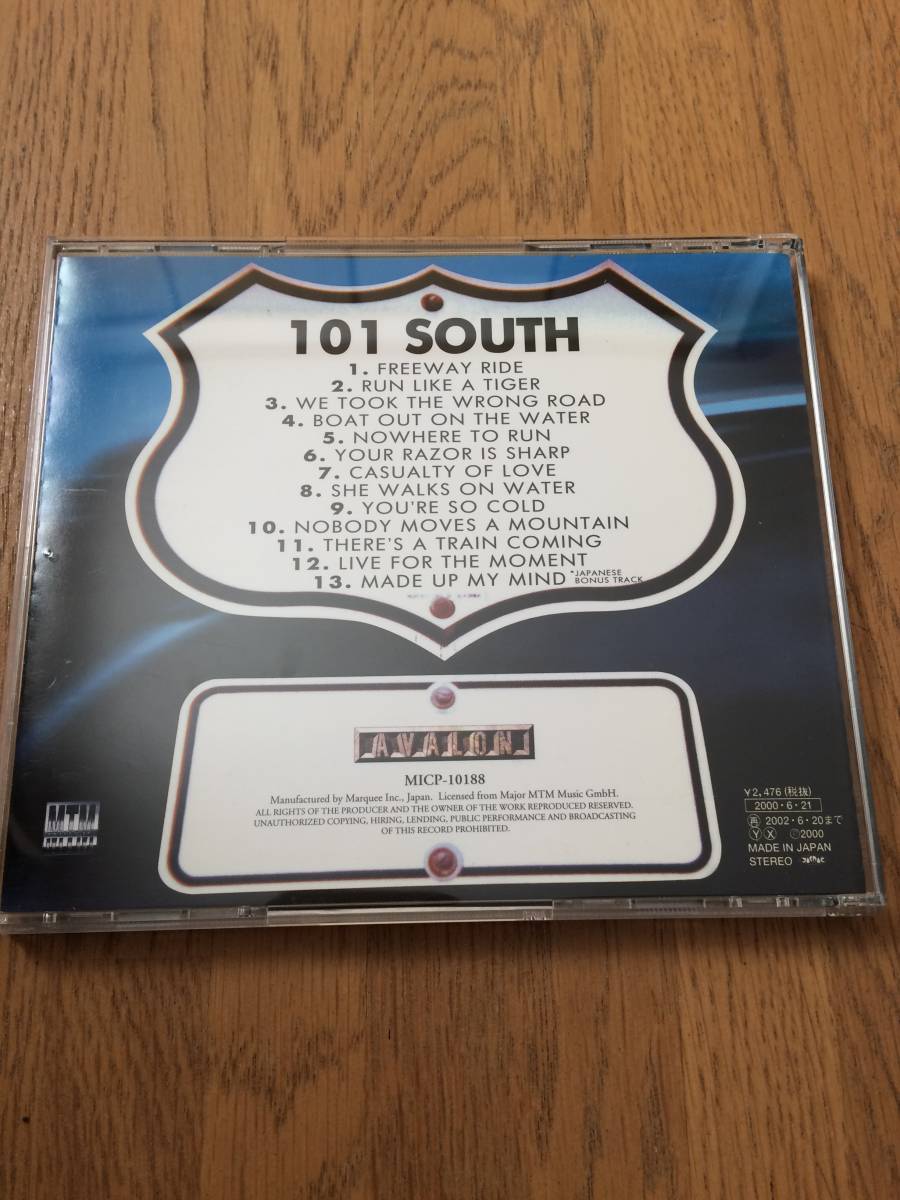 101 SOUTH
1. FREEWAY RIDE
2. RUN LIKE A TIGER
3. WE TOOK THE WRONG ROAD
4. BOAT OUT ON THE WATER
5. NOWHERE TO RUN
6. YOUR RAZOR IS SHARP
7. CASUALTY OF LOVE
8. SHE WALKS ON WATER
9. YOU'RE SO COLD
10. NOBODY MOVES A MOUNTAIN
11. THERE'S A TRAIN COMING
12. LIVE FOR THE MOMENT
13. MADE UP MY MIND *JAPANESE
BONUS TRACK
AVALON
MICP-10188
Manufactured by Marquee Inc., Japan. Licensed from Major MTM Music GmbH.
ALL RIGHTS OF THE PRODUCER AND THE OWNER OF THE WORK REPRODUCED RESERVED.
UNAUTHORIZED COPYING, HIRING, LENDING, PUBLIC PERFORMANCE AND BROADCASTING
OF THIS RECORD PROHIBITED.
MTM
¥2,476(税抜)
2000・6・21
再 2002・6・20まで
Ⓨ Ⓧ ℗2000
MADE IN JAPAN
STEREO